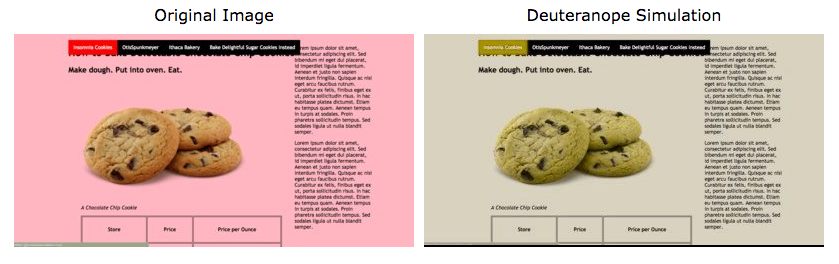 Original Image
Insomnia Cookies OtisSpunkmeyer Ithaca Bakery Bake Delightful Sugar Cookies Instead
Make dough. Put into oven. Eat.
Lorem ipsum dolor sit amet,
consectetur adipiscing elit. Sed
bibendum mi eget dui placerat,
id imperdiet ligula fermentum.
Aenean et justo non sapien
interdum imperdiet. Quisque ac nisl
eget arcu faucibus rutrum.
Curabitur ex felis, finibus eget ex
ut, porta sollicitudin risus. In hac
habitasse platea dictumst. Etiam
eu tempus quam. Aenean tempus
in turpis at sodales. Proin
pharetra sollicitudin tempus. Sed
sodales ligula ut nulla blandit
semper.
Lorem ipsum dolor sit amet,
consectetur adipiscing elit. Sed
bibendum mi eget dui placerat,
id imperdiet ligula fermentum.
Aenean et justo non sapien
interdum imperdiet. Quisque ac nisl
eget arcu faucibus rutrum.
Curabitur ex felis, finibus eget ex
ut, porta sollicitudin risus. In hac
habitasse platea dictumst. Etiam
eu tempus quam. Aenean tempus
in turpis at sodales. Proin
pharetra sollicitudin tempus. Sed
sodales ligula ut nulla blandit
semper.
A Chocolate Chip Cookie
Store Price Price per Ounce
Deuteranope Simulation
Insomnia Cookies OtisSpunkmeyer Ithaca Bakery Bake Delightful Sugar Cookies Instead
Make dough. Put into oven. Eat.
Lorem ipsum dolor sit amet,
consectetur adipiscing elit. Sed
bibendum mi eget dui placerat,
id imperdiet ligula fermentum.
Aenean et justo non sapien
interdum imperdiet. Quisque ac nisl
eget arcu faucibus rutrum.
Curabitur ex felis, finibus eget ex
ut, porta sollicitudin risus. In hac
habitasse platea dictumst. Etiam
eu tempus quam. Aenean tempus
in turpis at sodales. Proin
pharetra sollicitudin tempus. Sed
sodales ligula ut nulla blandit
semper.
Lorem ipsum dolor sit amet,
consectetur adipiscing elit. Sed
bibendum mi eget dui placerat,
id imperdiet ligula fermentum.
Aenean et justo non sapien
interdum imperdiet. Quisque ac nisl
eget arcu faucibus rutrum.
Curabitur ex felis, finibus eget ex
ut, porta sollicitudin risus. In hac
habitasse platea dictumst. Etiam
eu tempus quam. Aenean tempus
in turpis at sodales. Proin
pharetra sollicitudin tempus. Sed
sodales ligula ut nulla blandit
semper.
A Chocolate Chip Cookie
Store Price Price per Ounce